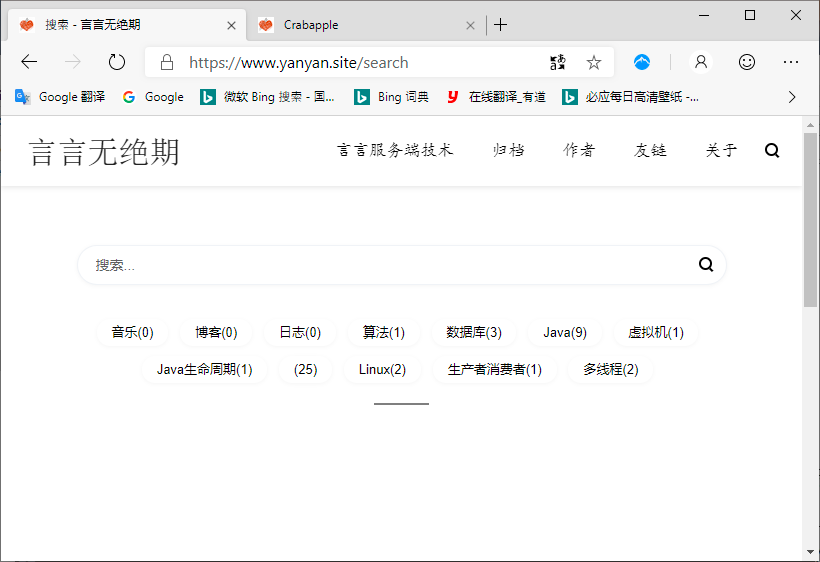 搜索 - 言言无绝期
Crabapple
https://www.yanyan.site/search
Google 翻译
Google
微软 Bing 搜索 - 国...
Bing 词典
在线翻译_有道
必应每日高清壁纸 -...
言言无绝期
言言服务端技术
归档
作者
友链
关于
搜索...
音乐(0)
博客(0)
日志(0)
算法(1)
数据库(3)
Java(9)
虚拟机(1)
Java生命周期(1)
(25)
Linux(2)
生产者消费者(1)
多线程(2)